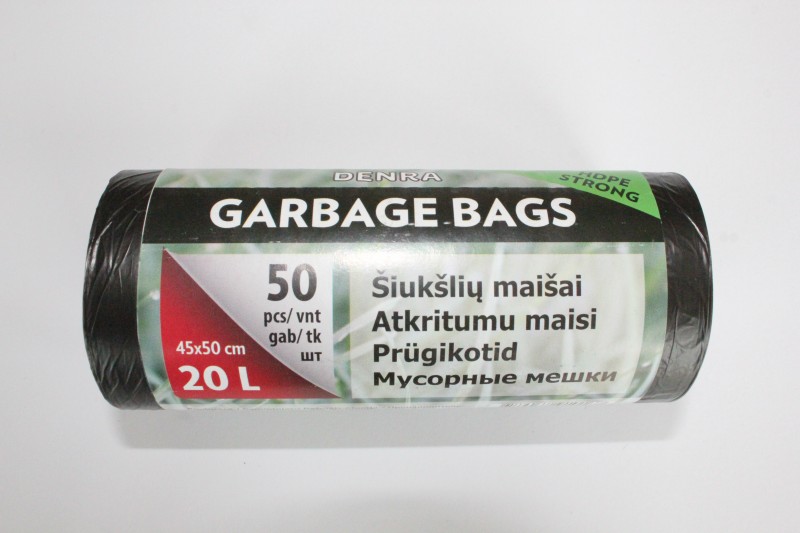 DENRA
HDPE
STRONG
GARBAGE BAGS
50
pcs/ vnt
gab/ tk
шт
45x50 cm
20 L
Šiukšlių maišai
Atkritumu maisi
Prügikotid
Мусорные мешки